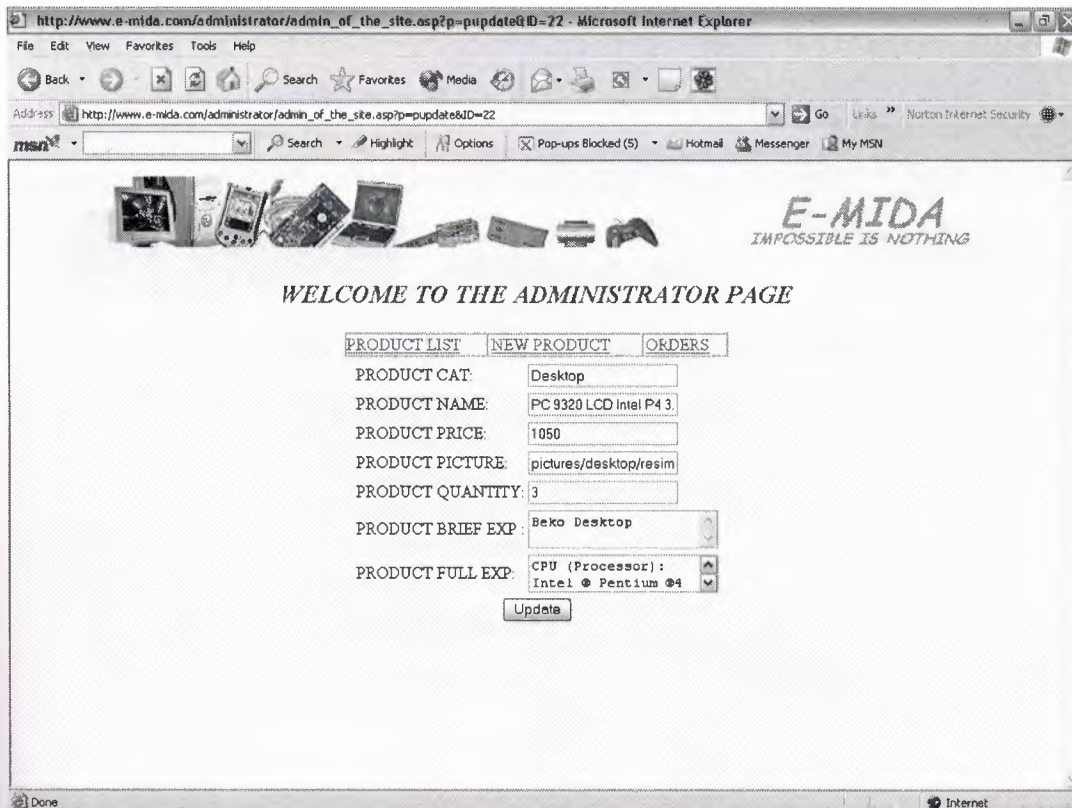 http://www.e-mida.com/administrator/admin_of_the_site.asp?p=pupdate&ID=22 - Microsoft Internet Explorer
File Edit View Favorites Tools Help
Back Search Favorites Media
Address http://www.e-mida.com/administrator/admin_of_the_site.asp?p=pupdate&ID=22 Go Links » Norton Internet Security
msn Search Highlight Options Pop-ups Blocked (5) Hotmail Messenger My MSN
E-MIDA
IMPOSSIBLE IS NOTHING
WELCOME TO THE ADMINISTRATOR PAGE
PRODUCT LIST NEW PRODUCT ORDERS
PRODUCT CAT: Desktop
PRODUCT NAME: PC 9320 LCD Intel P4 3.
PRODUCT PRICE: 1050
PRODUCT PICTURE: pictures/desktop/resim
PRODUCT QUANTITY: 3
PRODUCT BRIEF EXP : Beko Desktop
PRODUCT FULL EXP: CPU (Processor):
Intel ® Pentium ®4
Update
Done Internet